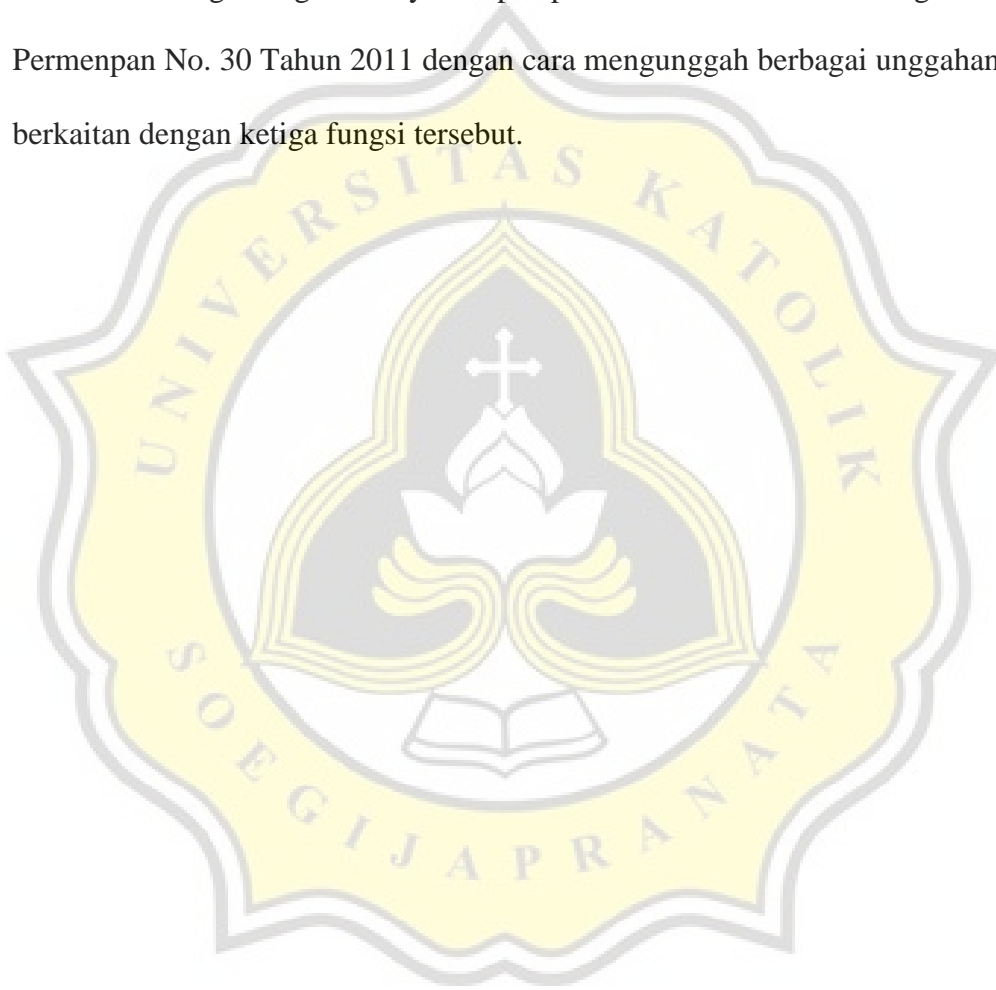 Permenpan No. 30 Tahun 2011 dengan cara mengunggah berbagai unggahan
berkaitan dengan ketiga fungsi tersebut.
UNIVERSITAS KATOLIK
SOEGIJAPRANATA